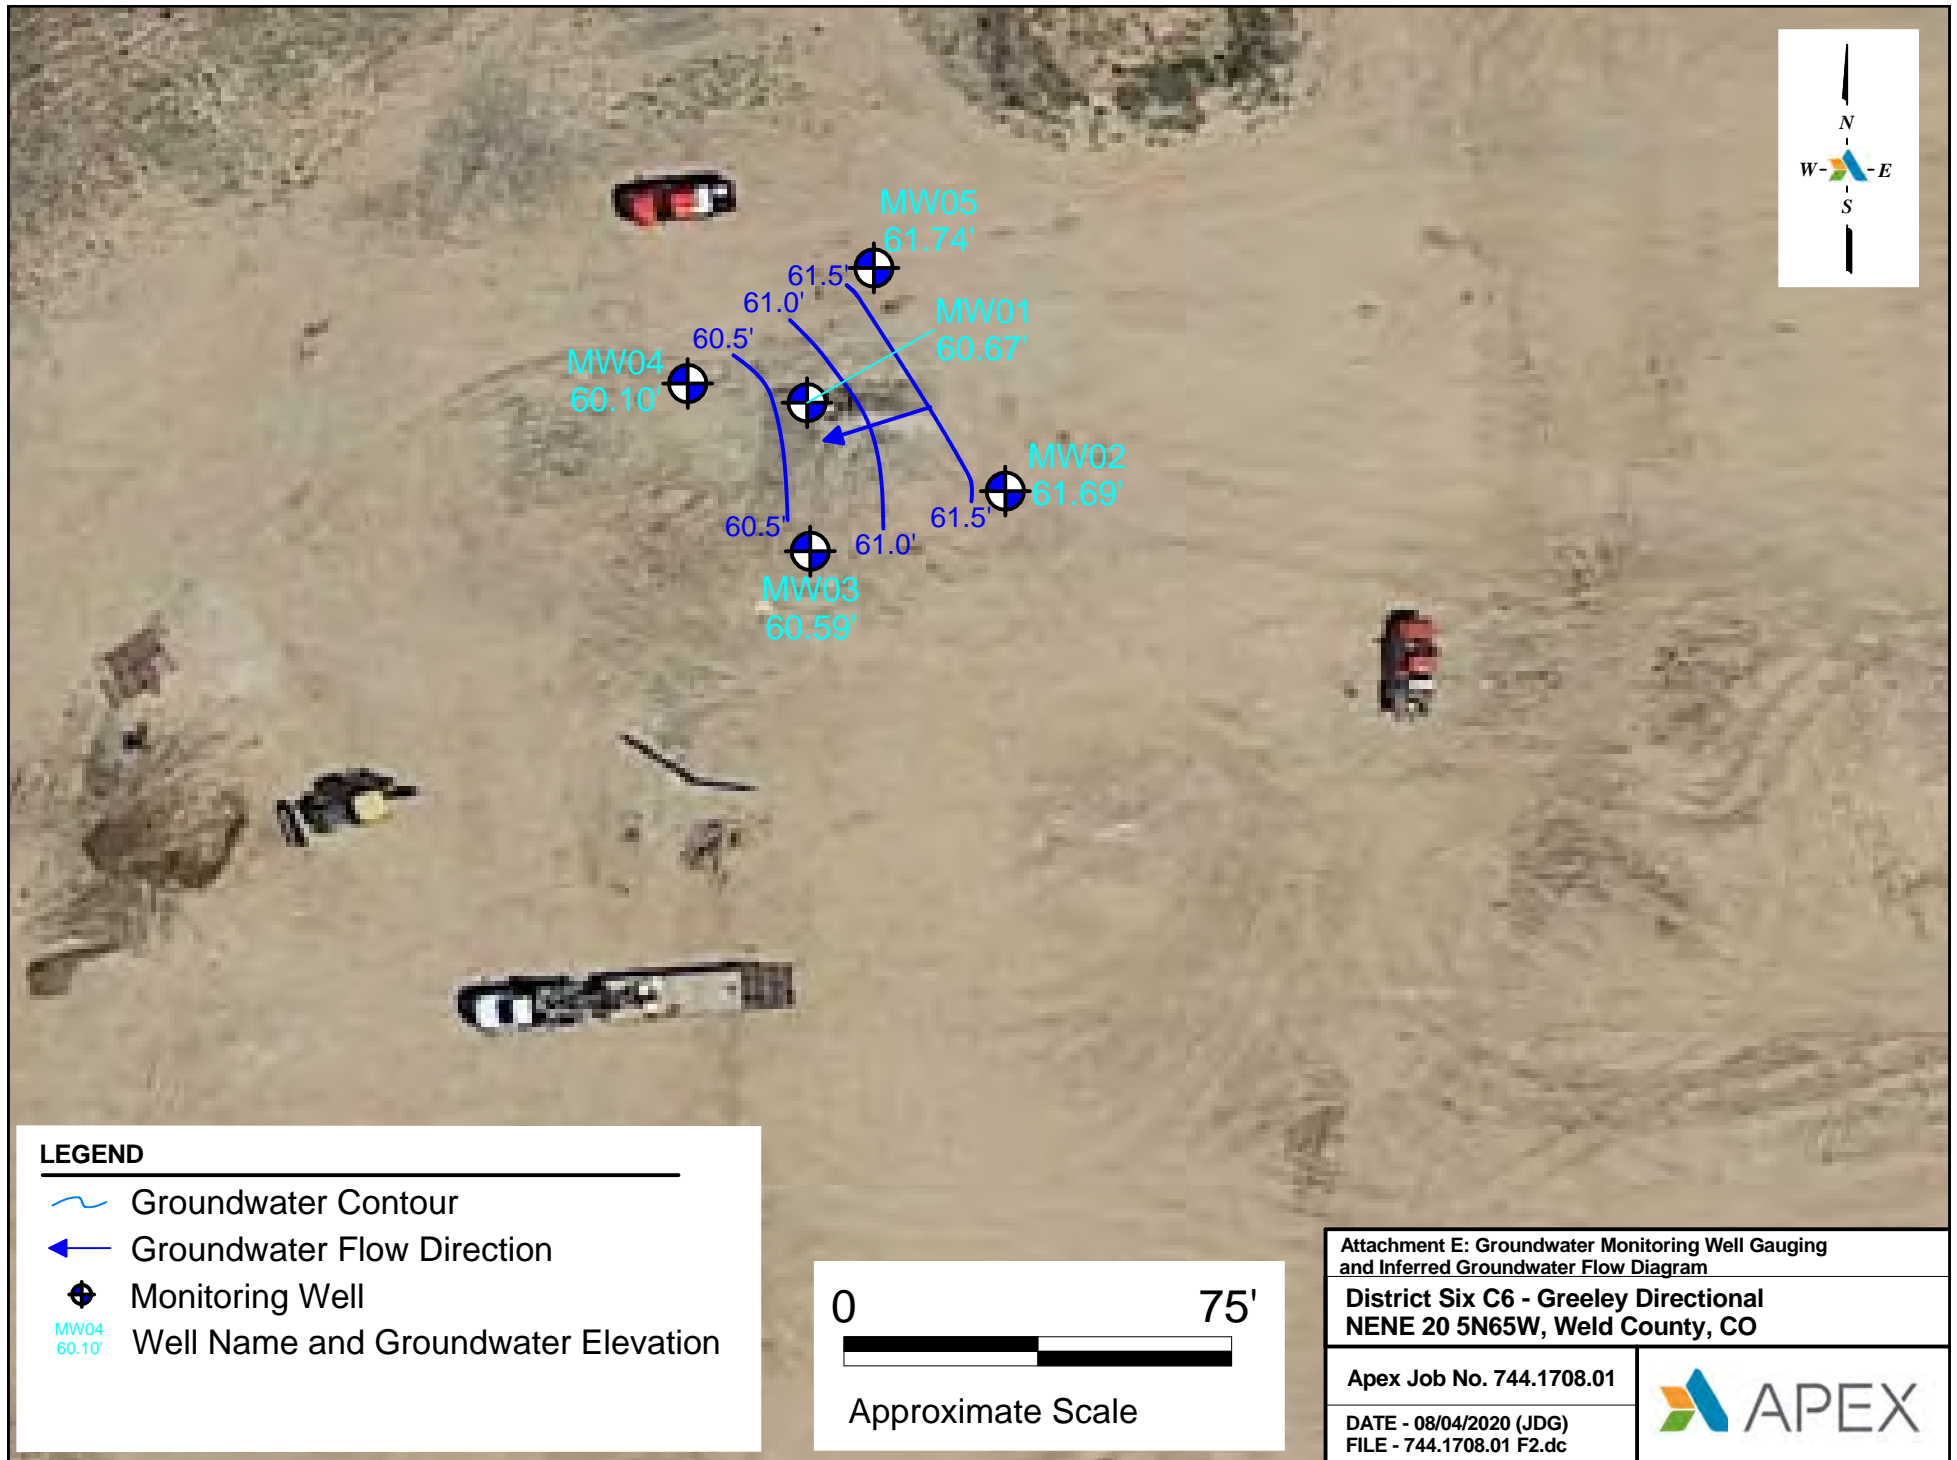 N
W
E
S
MW05
61.74'
61.5'
61.0'
MW01
60.67'
60.5'
MW04
60.10'
MW02
61.69'
61.5'
60.5'
61.0'
MW03
60.59'
LEGEND
Groundwater Contour
Groundwater Flow Direction
Monitoring Well
MW04
60.10'
Well Name and Groundwater Elevation
0 75'
Approximate Scale
Attachment E: Groundwater Monitoring Well Gauging
and Inferred Groundwater Flow Diagram
District Six C6 - Greeley Directional
NENE 20 5N65W, Weld County, CO
Apex Job No. 744.1708.01
DATE - 08/04/2020 (JDG)
FILE - 744.1708.01 F2.dc
APEX